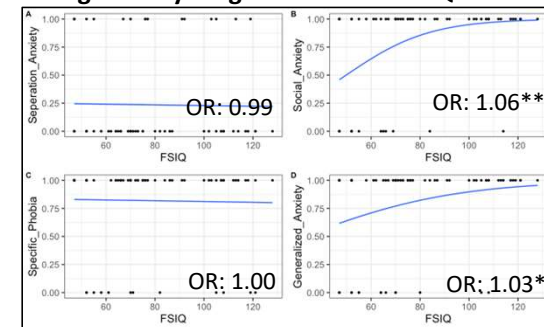 A
Seperation_Anxiety
1.00
0.75
0.50
0.25
0.00
OR: 0.99
60
80
100
120
FSIQ
B
Social_Anxiety
1.00
0.75
0.50
0.25
0.00
OR: 1.06**
60
80
100
120
FSIQ
C
Specific_Phobia
1.00
0.75
0.50
0.25
0.00
OR: 1.00
60
80
100
120
FSIQ
D
Generalized_Anxiety
1.00
0.75
0.50
0.25
0.00
OR: 1.03*
60
80
100
120
FSIQ